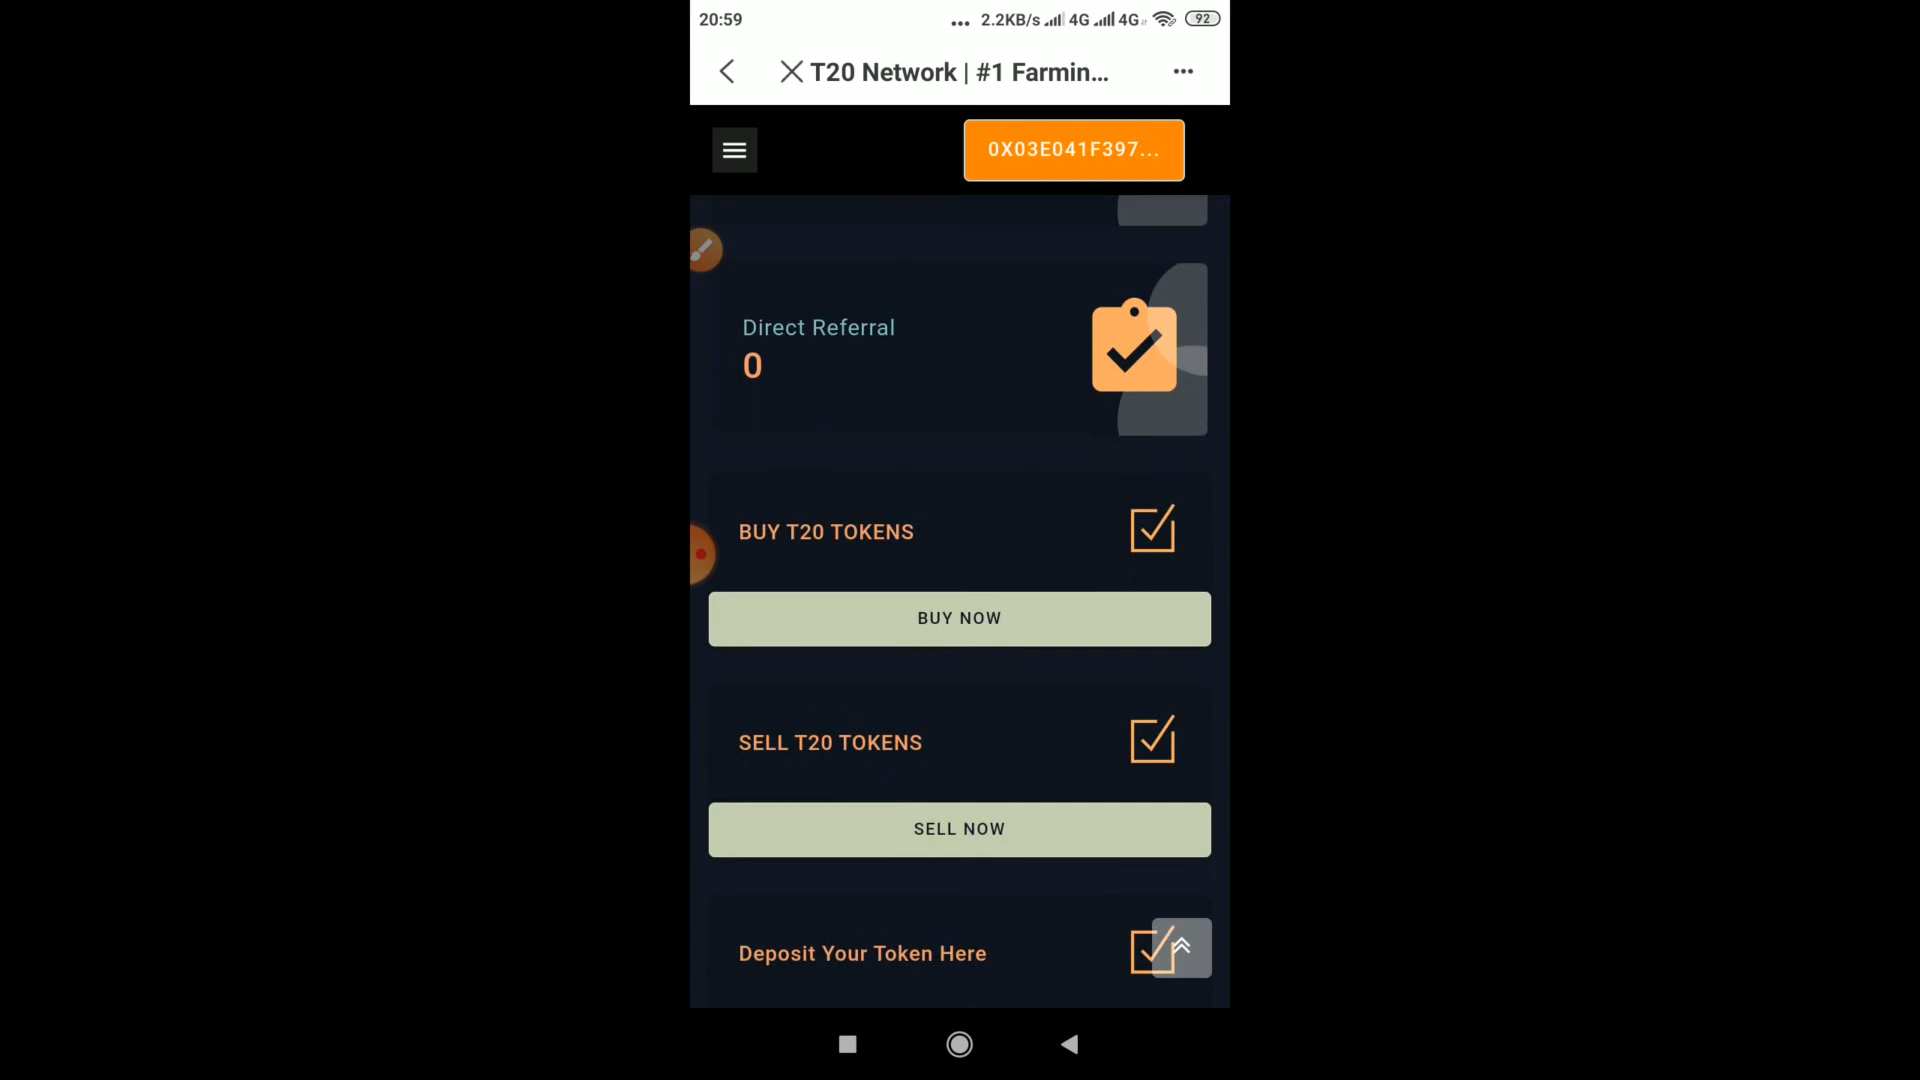 20:59
... 2.2KB/s 4G 4G 92
T20 Network | #1 Farmin...
0X03E041F397...
Direct Referral
0
BUY T20 TOKENS
BUY NOW
SELL T20 TOKENS
SELL NOW
Deposit Your Token Here